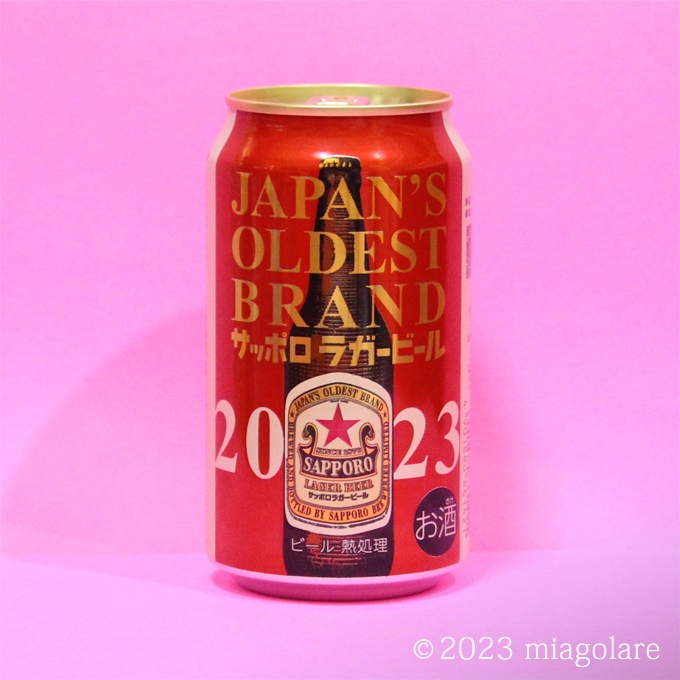 JAPAN'S
OLDEST
BRAND
サッポロ ラガービール
2023
JAPAN'S OLDEST BRAND
SINCE 1876
SAPPORO
LAGER BEER
サッポロラガービール
BOTTLED BY SAPPORO
ビール 熱処理
お酒
©2023 miagolare